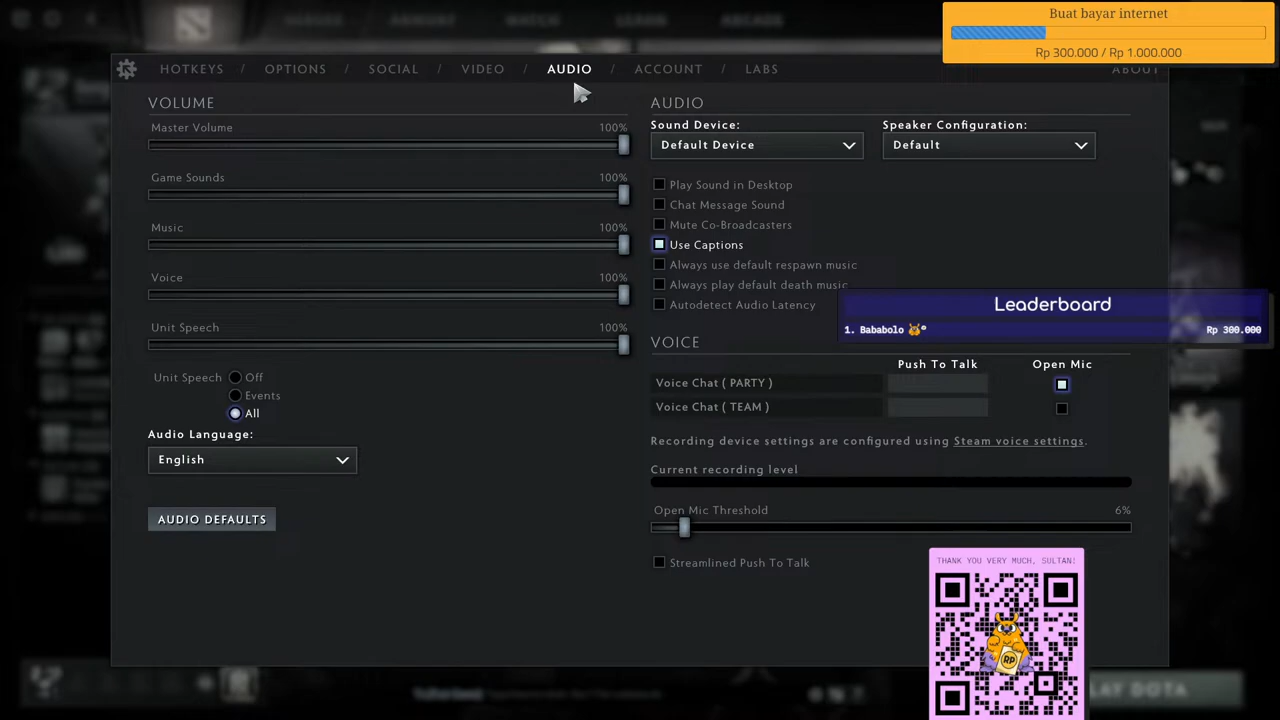 Buat bayar internet
Rp 300.000 / Rp 1.000.000
HOTKEYS / OPTIONS / SOCIAL / VIDEO / AUDIO / ACCOUNT / LABS
ABOUT
VOLUME
Master Volume 100%
Game Sounds 100%
Music 100%
Voice 100%
Unit Speech 100%
Unit Speech Off
Events
All
Audio Language:
English
AUDIO DEFAULTS
AUDIO
Sound Device: Speaker Configuration:
Default Device Default
Play Sound in Desktop
Chat Message Sound
Mute Co-Broadcasters
Use Captions
Always use default respawn music
Always play default death music
Autodetect Audio Latency
Leaderboard
1. Bababolo Rp 300.000
VOICE
Push To Talk Open Mic
Voice Chat ( PARTY )
Voice Chat ( TEAM )
Recording device settings are configured using Steam voice settings.
Current recording level
Open Mic Threshold 6%
Streamlined Push To Talk
THANK YOU VERY MUCH, SULTAN!
RP
LAY DOTA